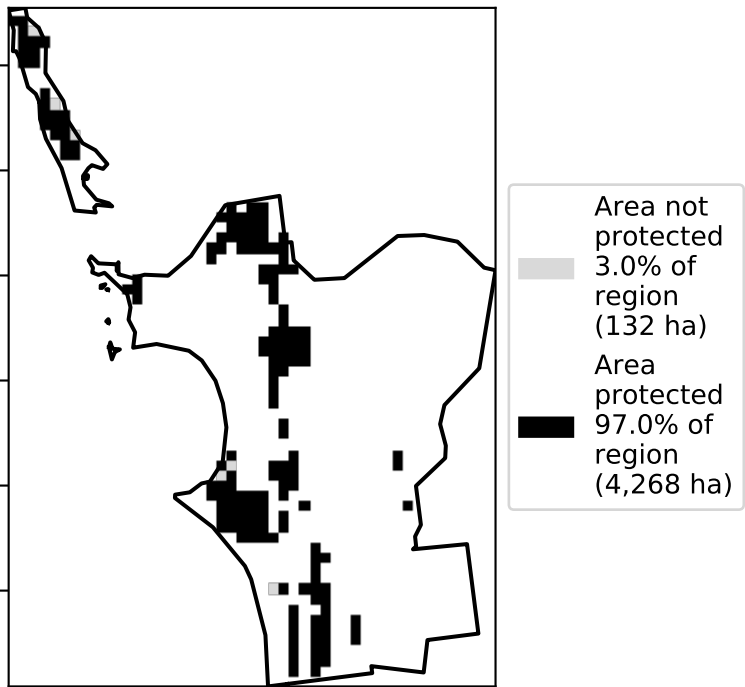 Area not
protected
3.0% of
region
(132 ha)
Area
protected
97.0% of
region
(4,268 ha)